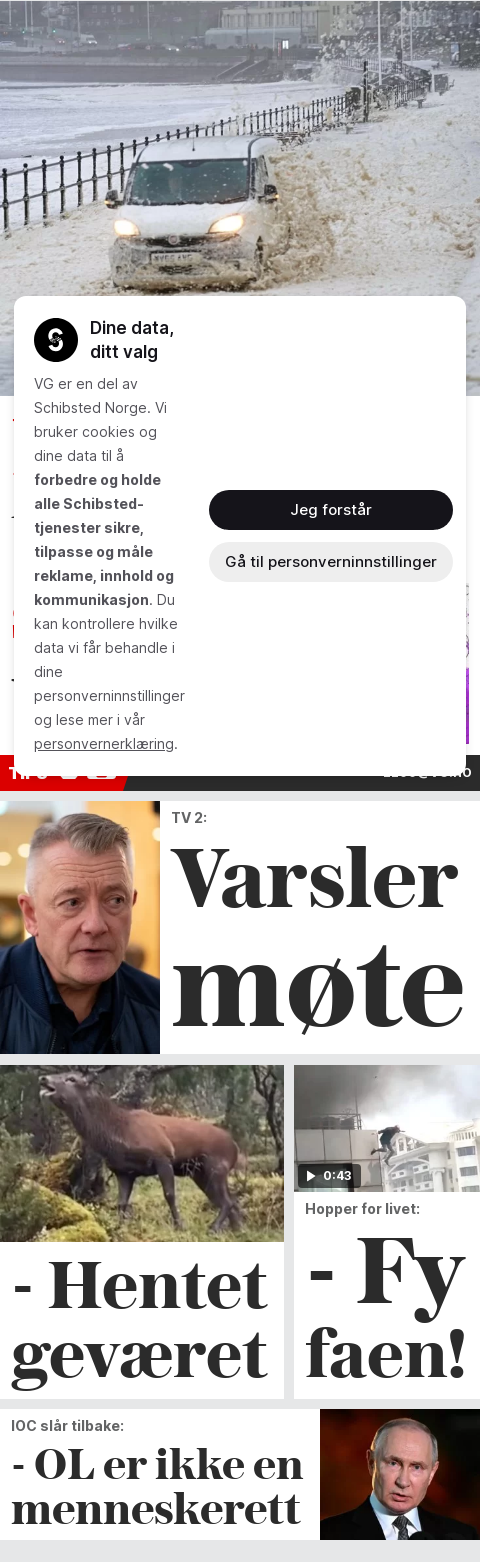 Dine data,
ditt valg
VG er en del av
Schibsted Norge. Vi
bruker cookies og
dine data til å
forbedre og holde
alle Schibsted-
tjenester sikre,
tilpasse og måle
reklame, innhold og
kommunikasjon. Du
kan kontrollere hvilke
data vi får behandle i
dine
personverninnstillinger
og lese mer i vår
personvernerklæring.
Jeg forstår
Gå til personverninnstillinger
TV 2:
Varsler
møte
- Hentet
geværet
0:43
Hopper for livet:
- Fy
faen!
IOC slår tilbake:
- OL er ikke en
menneskerett